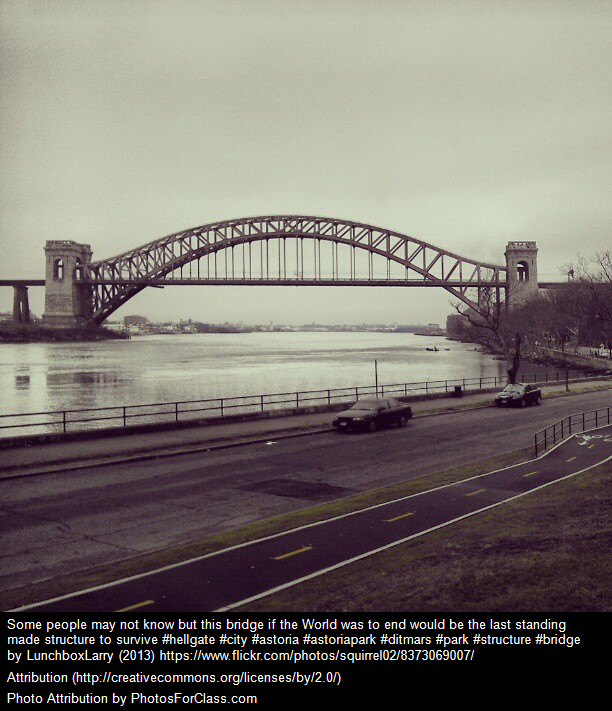 Some people may not know but this bridge if the World was to end would be the last standing
made structure to survive #hellgate #city #astoria #astoriapark #ditmars #park #structure #bridge
by LunchboxLarry (2013) https://www.flickr.com/photos/squirrel02/8373069007/
Attribution (http://creativecommons.org/licenses/by/2.0/)
Photo Attribution by PhotosForClass.com